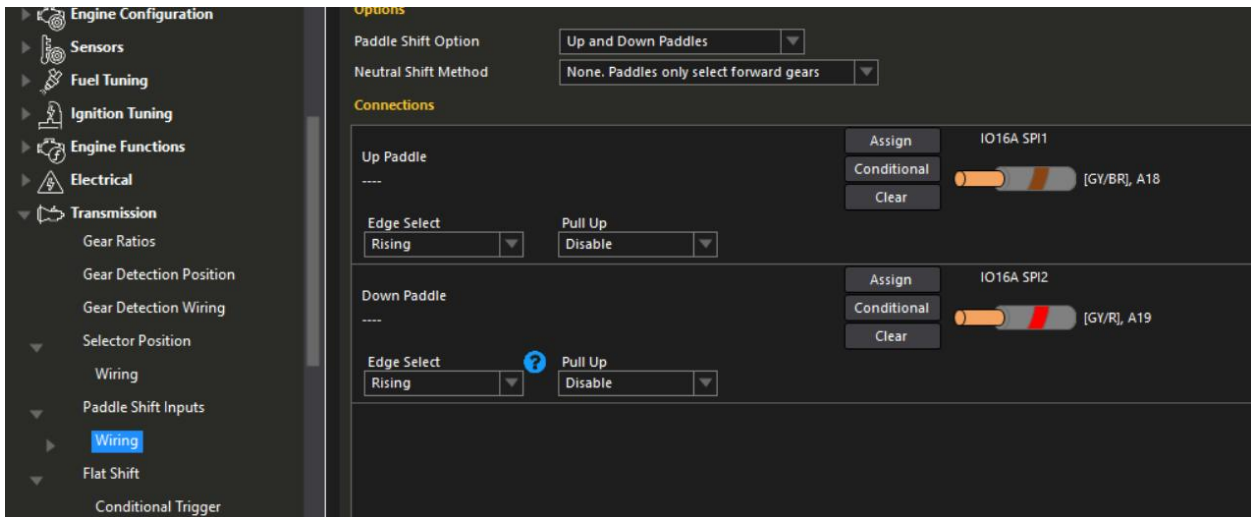 Engine Configuration
Sensors
Fuel Tuning
Ignition Tuning
Engine Functions
Electrical
Transmission
Gear Ratios
Gear Detection Position
Gear Detection Wiring
Selector Position
Wiring
Paddle Shift Inputs
Wiring
Flat Shift
Conditional Trigger
Options
Paddle Shift Option Up and Down Paddles
Neutral Shift Method None. Paddles only select forward gears
Connections
Up Paddle
----
Assign
Conditional
Clear
IO16A SPI1
[GY/BR], A18
Edge Select Pull Up
Rising Disable
Down Paddle
----
Assign
Conditional
Clear
IO16A SPI2
[GY/R], A19
Edge Select ? Pull Up
Rising Disable